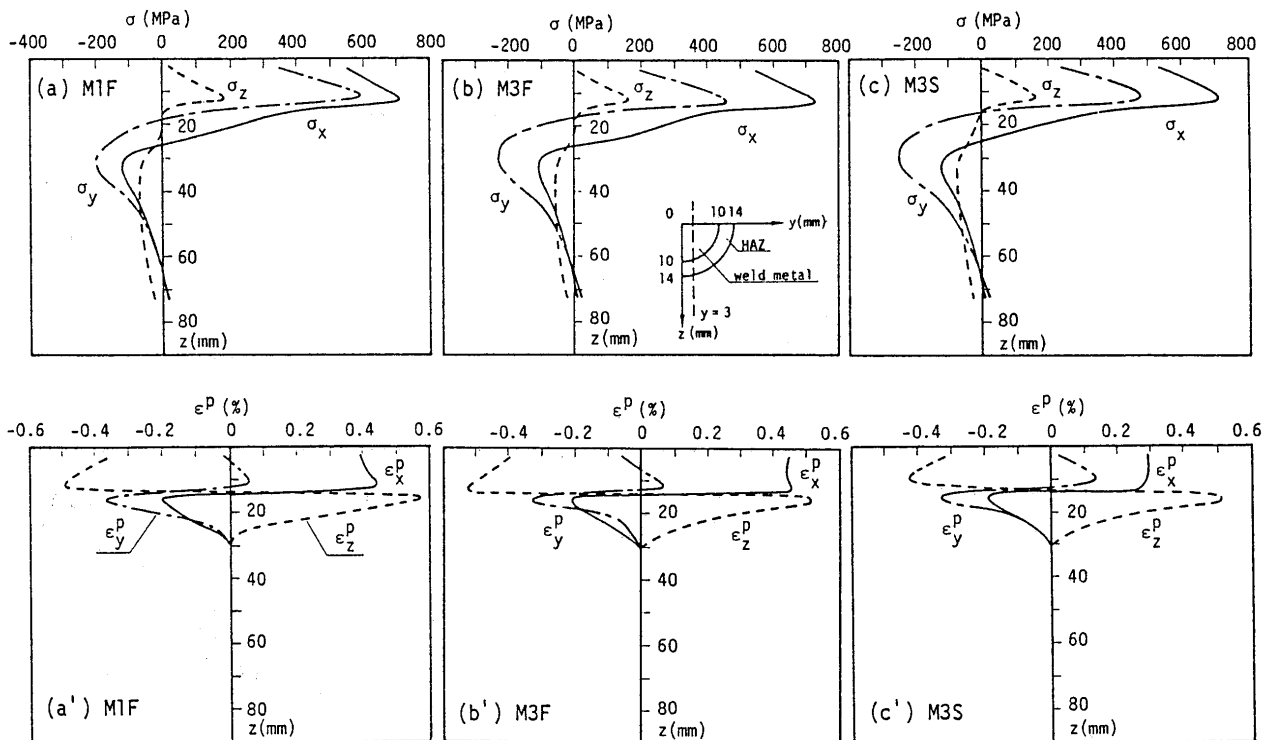 σ (MPa) σ (MPa) σ (MPa)
-400 -200 0 200 400 600 800 -200 0 200 400 600 800 -200 0 200 400 600 800
(a) M1F
σz
σx
σy
20
40
60
80
z(mm)
(b) M3F
σz
σx
σy
20
40
60
80
z(mm)
0 10 14 y(mm)
10
14
HAZ
weld metal
y = 3
z (mm)
(c) M3S
σz
σx
σy
20
40
60
80
z(mm)
εᴾ (%) εᴾ (%) εᴾ (%)
-0.6 -0.4 -0.2 0 0.2 0.4 0.6 -0.4 -0.2 0 0.2 0.4 -0.4 -0.2 0 0.2 0.4 0.6
εxᴾ
εyᴾ
εzᴾ
20
40
60
80
z(mm)
(a') M1F
εxᴾ
εyᴾ
εzᴾ
20
40
60
80
z(mm)
(b') M3F
εxᴾ
εyᴾ
εzᴾ
20
40
60
80
z(mm)
(c') M3S